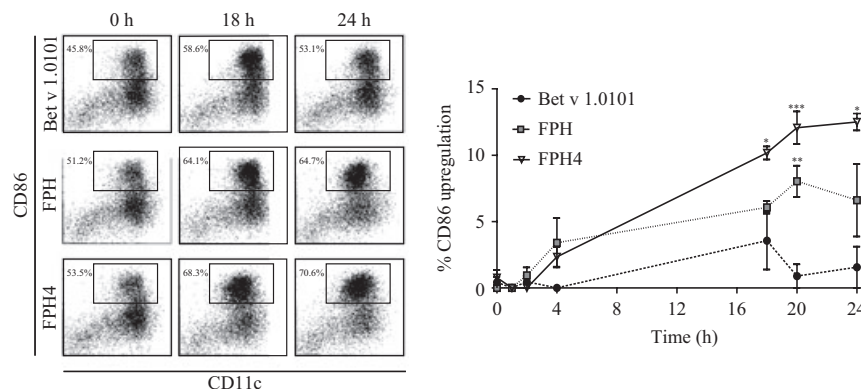 0 h
18 h
24 h
CD86
Bet v 1.0101
45.8%
58.6%
53.1%
FPH
51.2%
64.1%
64.7%
FPH4
53.5%
68.3%
70.6%
CD11c
% CD86 upregulation
15
10
5
0
Bet v 1.0101
FPH
FPH4
*
***
**
*
0 4 8 12 16 20 24
Time (h)